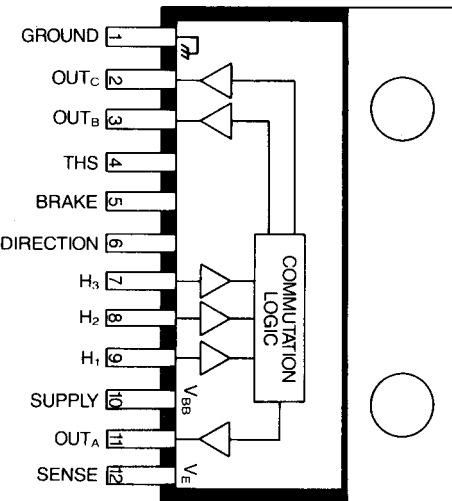 GROUND 1
OUTC 2
OUTB 3
THS 4
BRAKE 5
DIRECTION 6
H3 7
H2 8
H1 9
SUPPLY 10 VBB
OUTA 11
SENSE 12 VE
COMMUTATION
LOGIC